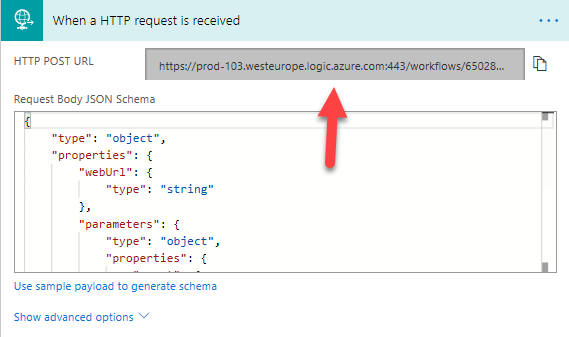 When a HTTP request is received
HTTP POST URL
https://prod-103.westeurope.logic.azure.com:443/workflows/65028...
Request Body JSON Schema
{
    "type": "object",
    "properties": {
        "webUrl": {
            "type": "string"
        },
        "parameters": {
            "type": "object",
            "properties": {
Use sample payload to generate schema
Show advanced options